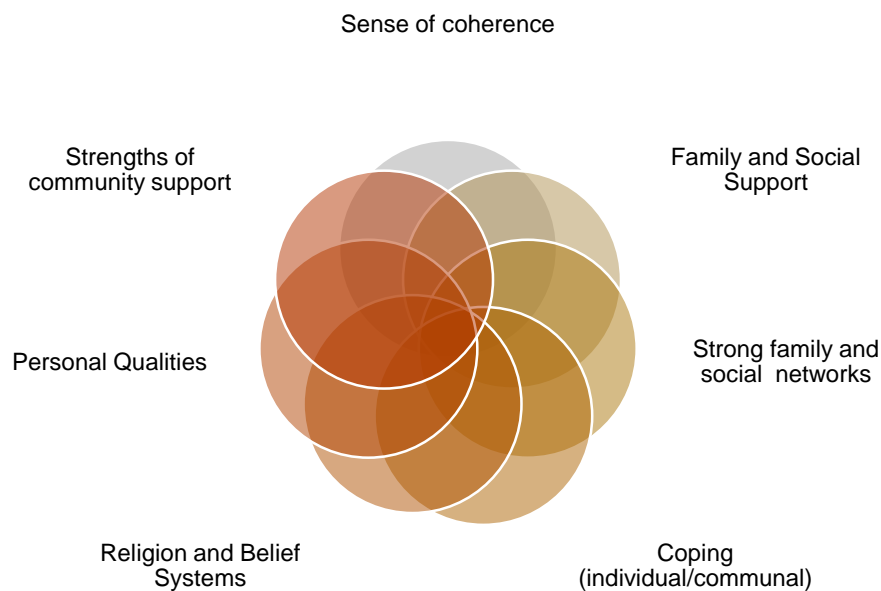 Sense of coherence
Strengths of
community support
Family and Social
Support
Personal Qualities
Strong family and
social networks
Religion and Belief
Systems
Coping
(individual/communal)